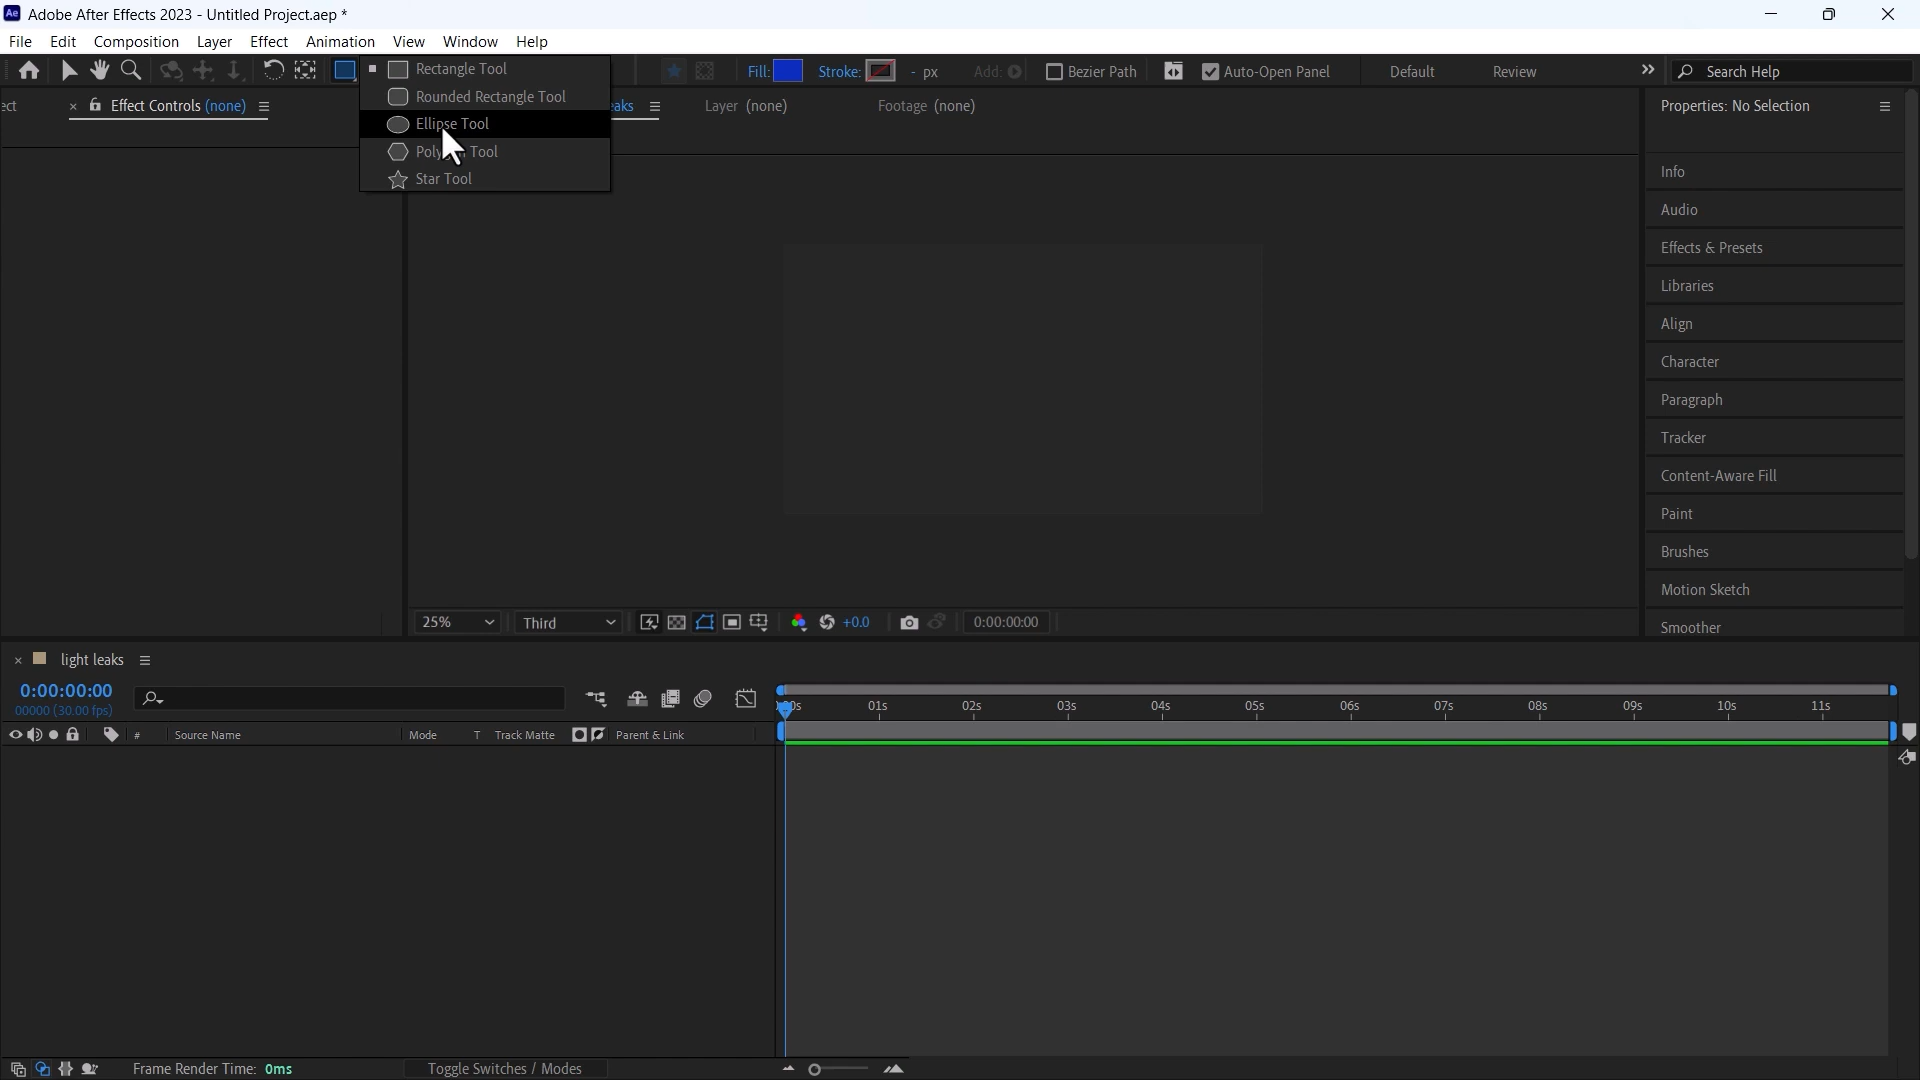 Ae Adobe After Effects 2023 - Untitled Project.aep *
File Edit Composition Layer Effect Animation View Window Help
Fill: Stroke: - px Add: Bezier Path Auto-Open Panel Default Review Search Help
Rectangle Tool
Rounded Rectangle Tool
Ellipse Tool
Tool
Star Tool
ect Effect Controls (none) eaks Layer (none) Footage (none) Properties: No Selection
Info
Audio
Effects & Presets
Libraries
Align
Character
Paragraph
Tracker
Content-Aware Fill
Paint
Brushes
Motion Sketch
Smoother
25% Third +0.0 0:00:00:00
light leaks
0:00:00:00
00000 (30.00 fps)
01s 02s 03s 04s 05s 06s 07s 08s 09s 10s 11s
# Source Name Mode T Track Matte Parent & Link
Frame Render Time: 0ms Toggle Switches / Modes